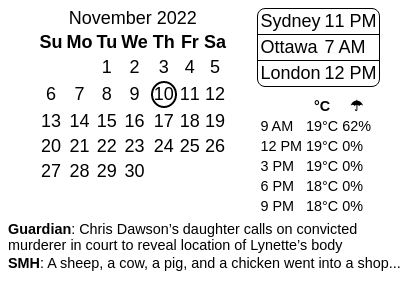 November 2022
Su Mo Tu We Th Fr Sa
1 2 3 4 5
6 7 8 9 10 11 12
13 14 15 16 17 18 19
20 21 22 23 24 25 26
27 28 29 30
Sydney 11 PM
Ottawa 7 AM
London 12 PM
°C ☂
9 AM 19°C 62%
12 PM 19°C 0%
3 PM 19°C 0%
6 PM 18°C 0%
9 PM 18°C 0%
Guardian: Chris Dawson’s daughter calls on convicted
murderer in court to reveal location of Lynette’s body
SMH: A sheep, a cow, a pig, and a chicken went into a shop...